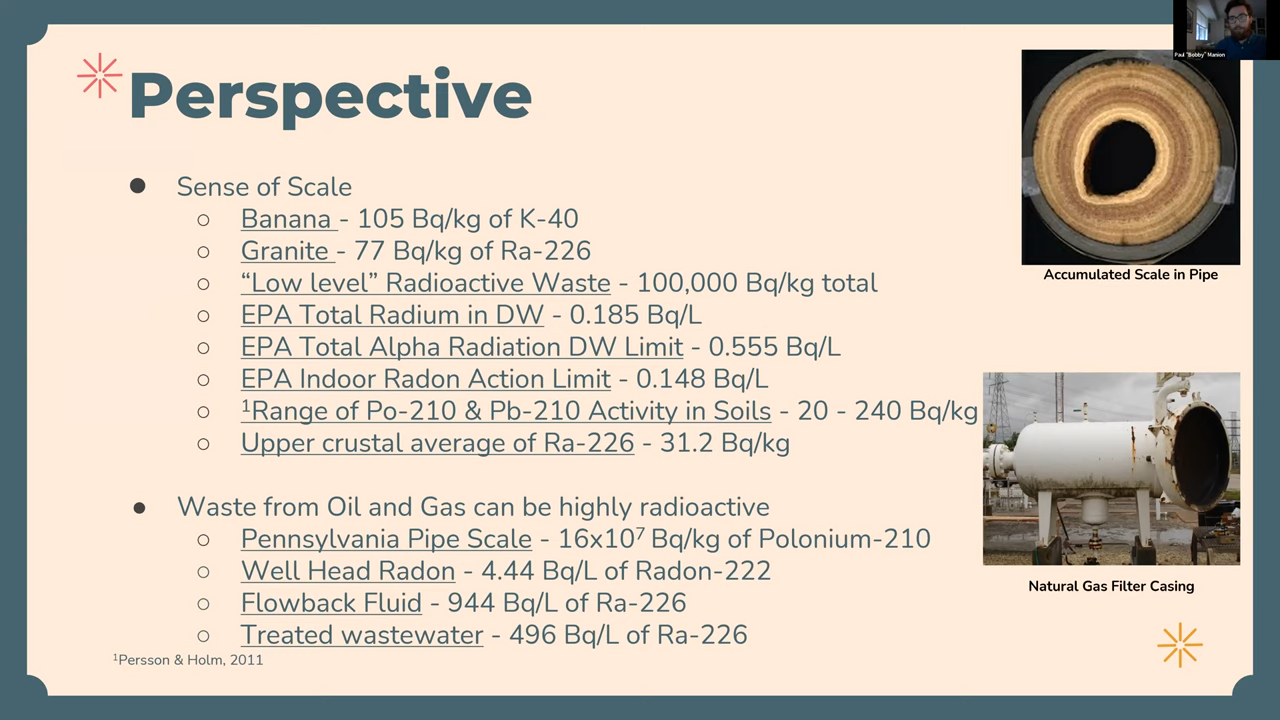 Perspective
● Sense of Scale
○ Banana - 105 Bq/kg of K-40
○ Granite - 77 Bq/kg of Ra-226
○ “Low level” Radioactive Waste - 100,000 Bq/kg total
○ EPA Total Radium in DW - 0.185 Bq/L
○ EPA Total Alpha Radiation DW Limit - 0.555 Bq/L
○ EPA Indoor Radon Action Limit - 0.148 Bq/L
○ ¹Range of Po-210 & Pb-210 Activity in Soils - 20 - 240 Bq/kg
○ Upper crustal average of Ra-226 - 31.2 Bq/kg
● Waste from Oil and Gas can be highly radioactive
○ Pennsylvania Pipe Scale - 16x10⁷ Bq/kg of Polonium-210
○ Well Head Radon - 4.44 Bq/L of Radon-222
○ Flowback Fluid - 944 Bq/L of Ra-226
○ Treated wastewater - 496 Bq/L of Ra-226
¹Persson & Holm, 2011
Paul "Bobby" Manion
Accumulated Scale in Pipe
Natural Gas Filter Casing